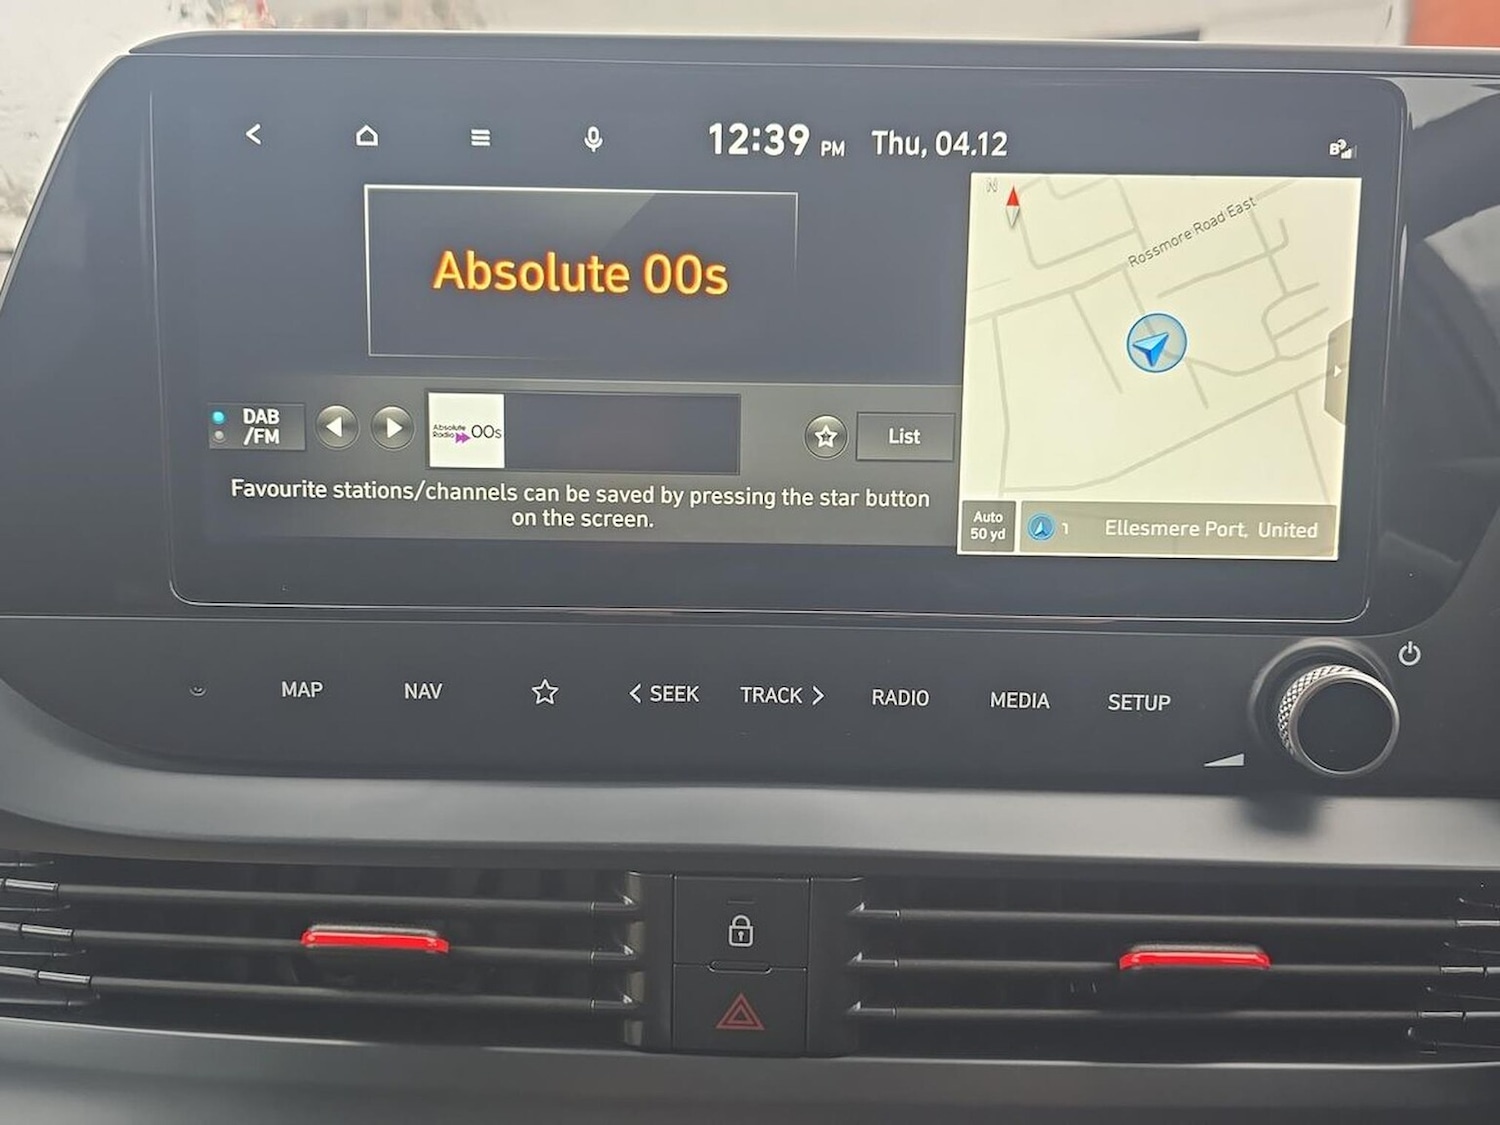 12:39 PM Thu, 04.12
N
Rossmore Road East
Absolute 00s
DAB
/FM
Absolute
Radio 00s
List
Favourite stations/channels can be saved by pressing the star button
on the screen.
Auto
50 yd
1 Ellesmere Port, United
MAP NAV < SEEK TRACK > RADIO MEDIA SETUP